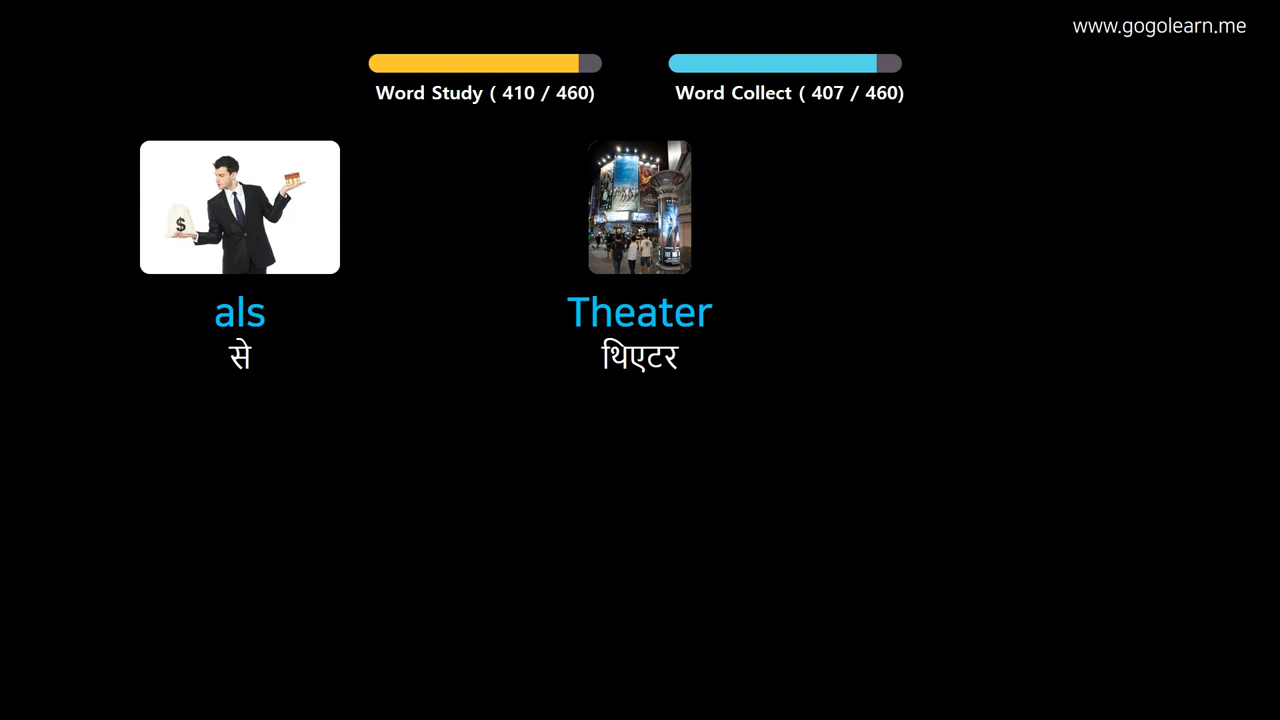 www.gogolearn.me
Word Study ( 410 / 460)
Word Collect ( 407 / 460)
$
als
Theater
से
थिएटर